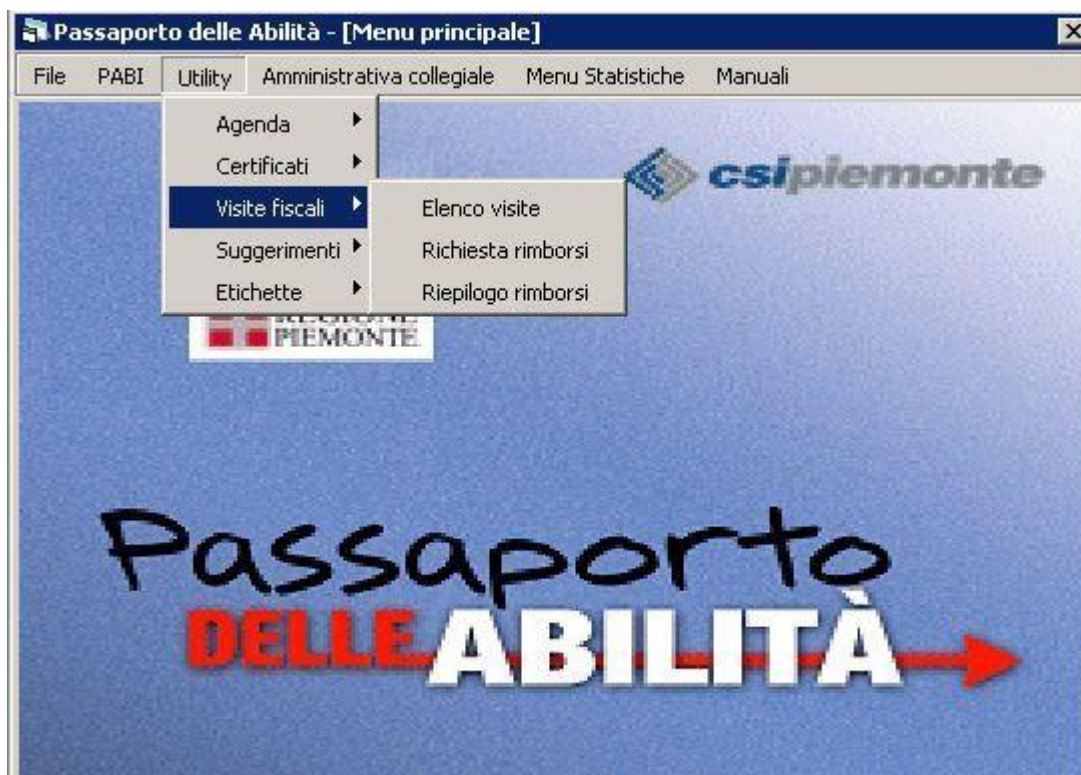 Passaporto delle Abilità - [Menu principale]
File PABI Utility Amministrativa collegiale Menu Statistiche Manuali
Agenda
Certificati
Visite fiscali
Suggerimenti
Etichette
Elenco visite
Richiesta rimborsi
Riepilogo rimborsi
csipiemonte
REGIONE
PIEMONTE
Passaporto
DELLE ABILITÀ